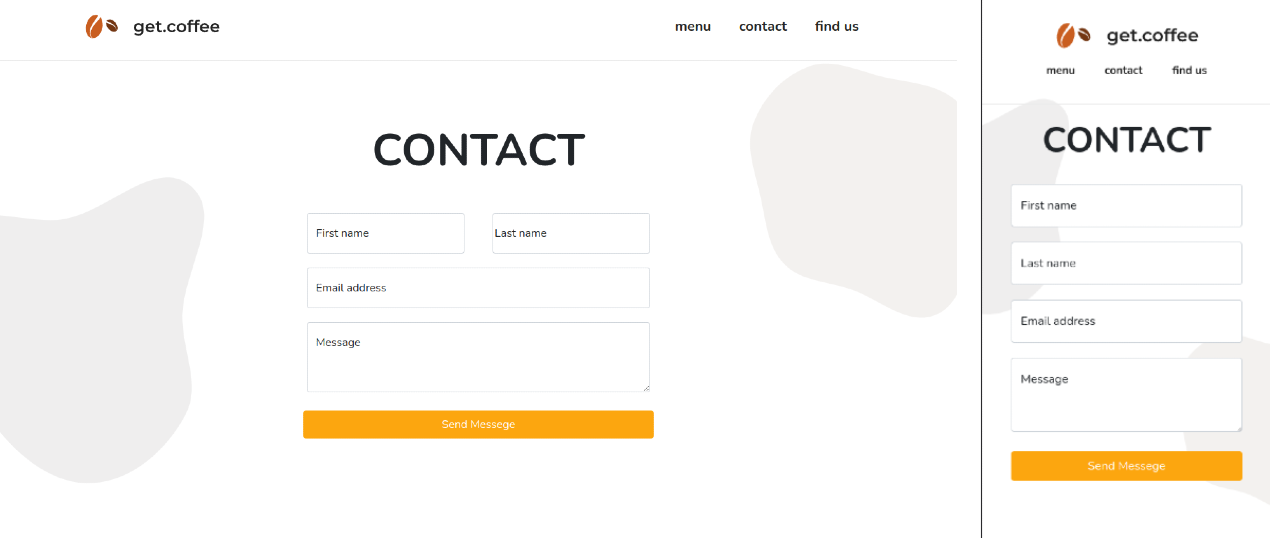 get.coffee
menu contact find us
CONTACT
First name Last name
Email address
Message
Send Messege
get.coffee
menu contact find us
CONTACT
First name
Last name
Email address
Message
Send Messege